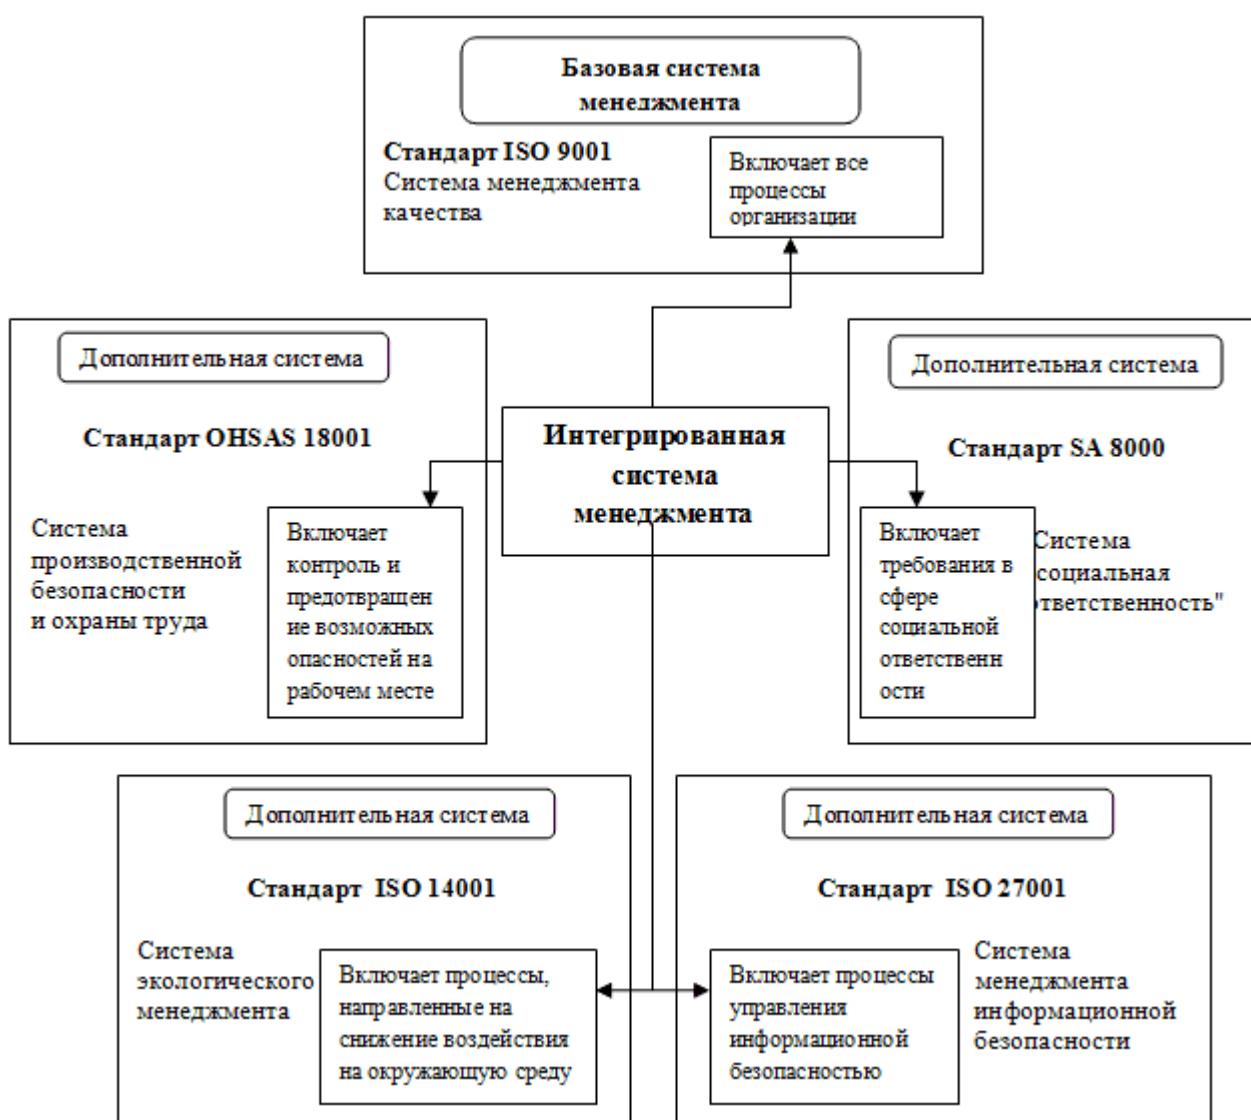 Базовая система
менеджмента
Стандарт ISO 9001
Система менеджмента
качества
Включает все
процессы
организации
Дополнительная система
Стандарт OHSAS 18001
Система
производственной
безопасности
и охраны труда
Включает
контроль и
предотвращен
ие возможных
опасностей на
рабочем месте
Интегрированная
система
менеджмента
Дополнительная система
Стандарт SA 8000
Включает
требования в
сфере
социальной
ответственн
ости
Система
социальная
ответственность"
Дополнительная система
Стандарт ISO 14001
Система
экологического
менеджмента
Включает процессы,
направленные на
снижение воздействия
на окружающую среду
Дополнительная система
Стандарт ISO 27001
Включает процессы
управления
информационной
безопасностью
Система
менеджмента
информационной
безопасности